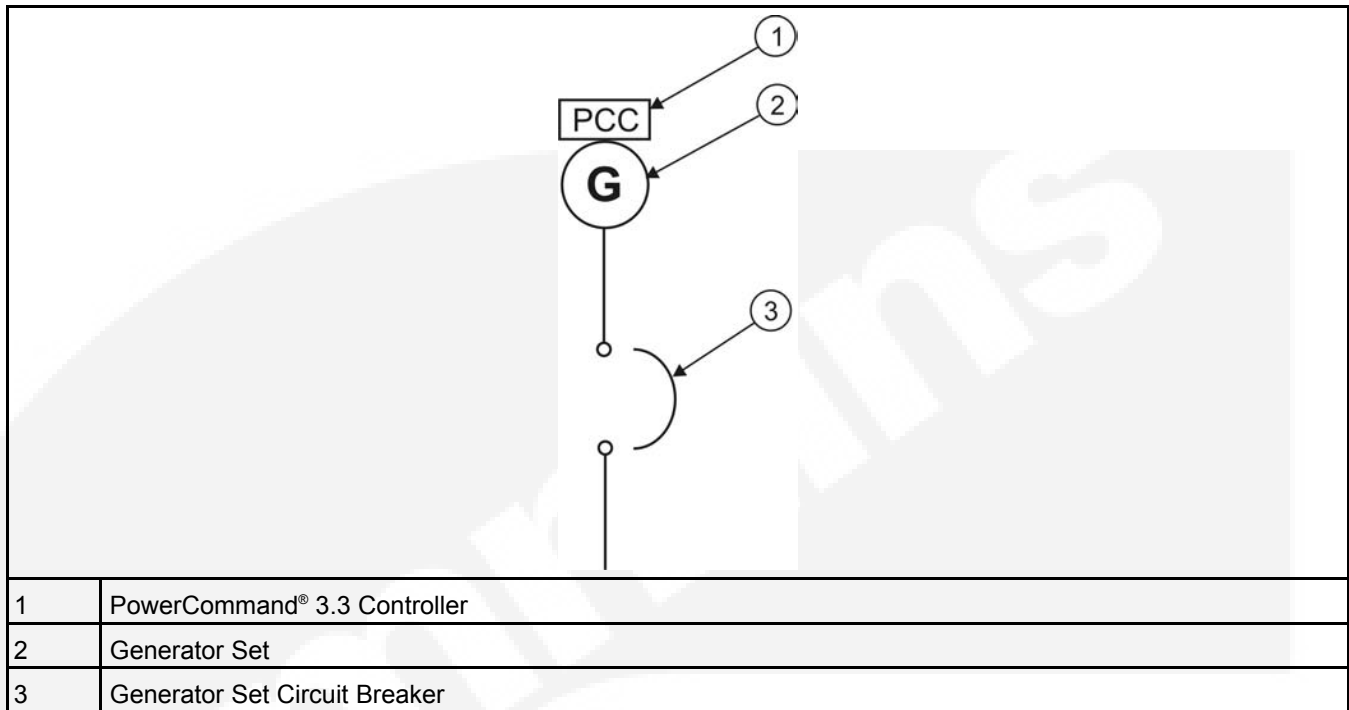 1
2
PCC
G
3
1 PowerCommand® 3.3 Controller
2 Generator Set
3 Generator Set Circuit Breaker